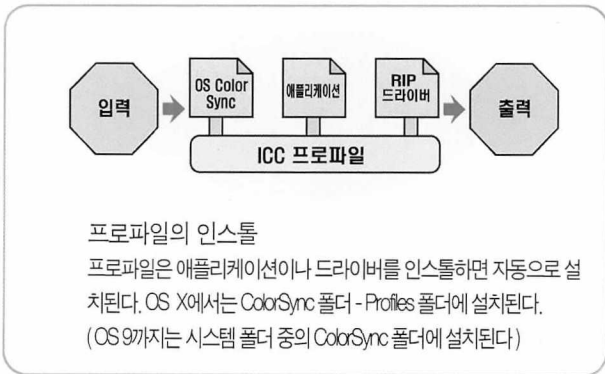 입력
OS Color
Sync
애플리케이션
RIP
드라이버
출력
ICC 프로파일
프로파일의 인스톨
프로파일은 애플리케이션이나 드라이버를 인스톨하면 자동으로 설
치된다. OS X에서는 ColorSync 폴더 - Profiles 폴더에 설치된다.
( OS 9까지는 시스템 폴더 중의 ColorSync 폴더에 설치된다 )